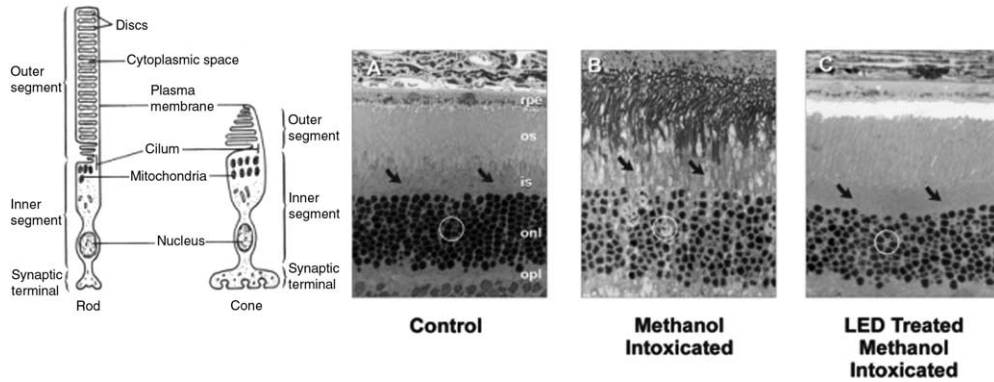 Discs
Cytoplasmic space
Outer
segment
Plasma
membrane
Cilum
Mitochondria
Inner
segment
Nucleus
Synaptic
terminal
Rod
Outer
segment
Inner
segment
Synaptic
terminal
Cone
A
rpe
os
is
onl
opl
Control
B
Methanol
Intoxicated
C
LED Treated
Methanol
Intoxicated